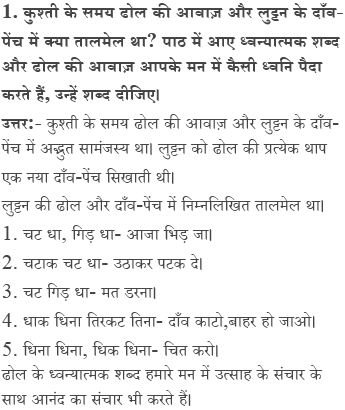 1. कुश्ती के समय ढोल की आवाज़ और लुट्टन के दाँव-
पेंच में क्या तालमेल था? पाठ में आए ध्वन्यात्मक शब्द
और ढोल की आवाज़ आपके मन में कैसी ध्वनि पैदा
करते हैं, उन्हें शब्द दीजिए।
उत्तर:- कुश्ती के समय ढोल की आवाज़ और लुट्टन के दाँव-
पेंच में अद्भुत सामंजस्य था। लुट्टन को ढोल की प्रत्येक थाप
एक नया दाँव-पेंच सिखाती थी।
लुट्टन की ढोल और दाँव-पेंच में निम्नलिखित तालमेल था।
1. चट धा, गिड़ धा- आजा भिड़ जा।
2. चटाक चट धा- उठाकर पटक दे।
3. चट गिड़ धा- मत डरना।
4. धाक धिना तिरकट तिना- दाँव काटो,बाहर हो जाओ।
5. धिना धिना, धिक धिना- चित करो।
ढोल के ध्वन्यात्मक शब्द हमारे मन में उत्साह के संचार के
साथ आनंद का संचार भी करते हैं।